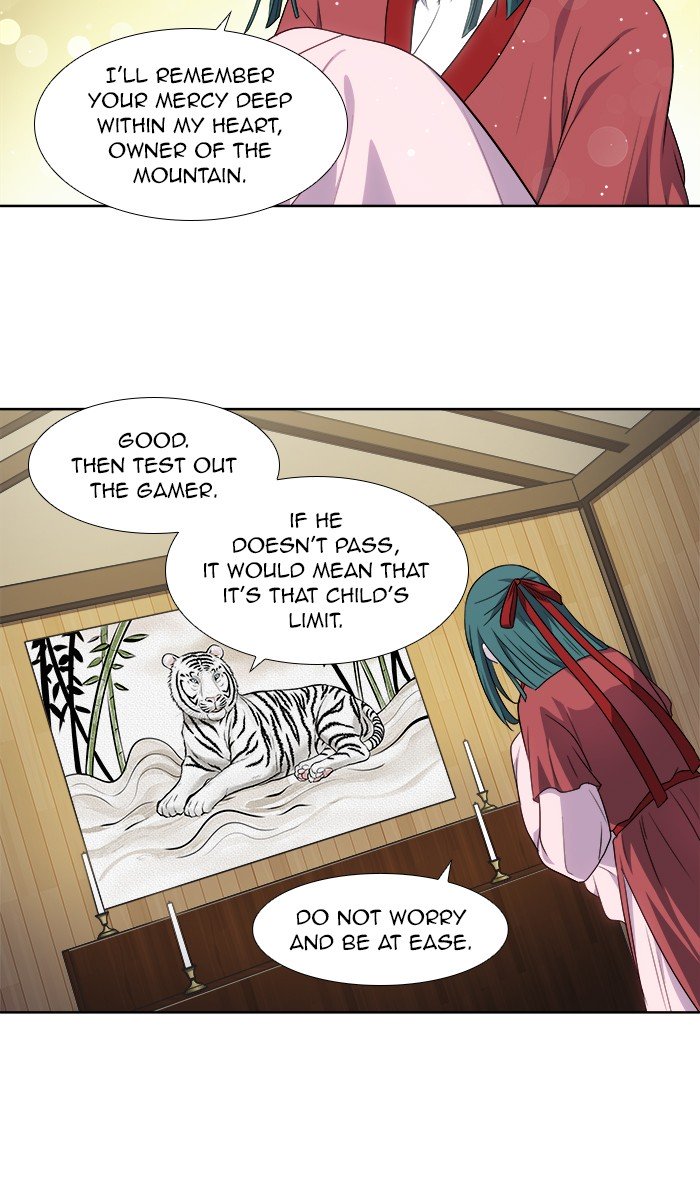 I'LL REMEMBER
YOUR MERCY DEEP
WITHIN MY HEART,
OWNER OF THE
MOUNTAIN.
GOOD.
THEN TEST OUT
THE GAMER.
IF HE
DOESN'T PASS,
IT WOULD MEAN THAT
IT'S THAT CHILD'S
LIMIT.
DO NOT WORRY
AND BE AT EASE.